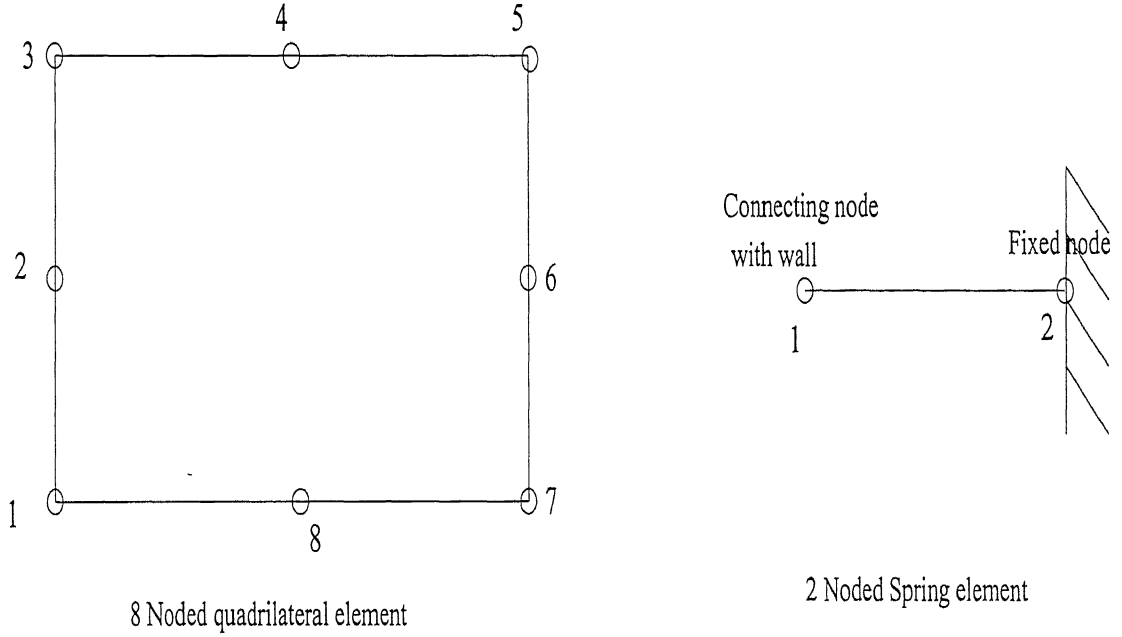 4
5
3
2
6
1
8
7
8 Noded quadrilateral element
Connecting node
with wall
Fixed node
1
2
2 Noded Spring element